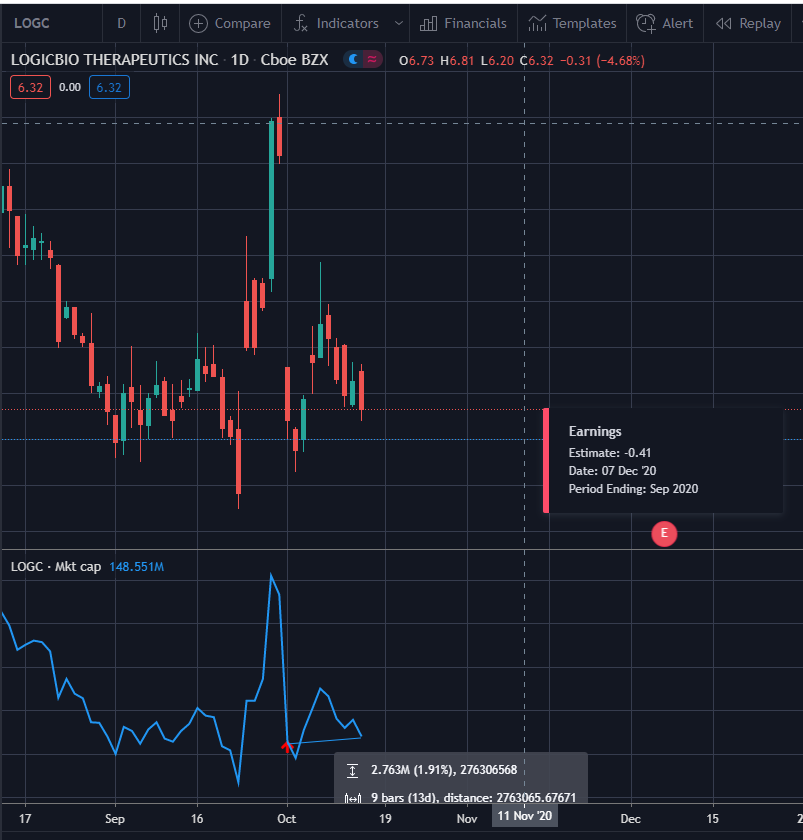 LOGC D Compare Indicators Financials Templates Alert Replay
LOGICBIO THERAPEUTICS INC · 1D · Cboe BZX O6.73 H6.81 L6.20 C6.32 −0.31 (−4.68%)
6.32 0.00 6.32
Earnings
Estimate: -0.41
Date: 07 Dec '20
Period Ending: Sep 2020
E
LOGC · Mkt cap 148.551M
2.763M (1.91%), 276306568
9 bars (13d), distance: 2763065.67671
17 Sep 16 Oct 19 Nov 11 Nov '20 Dec 15 2